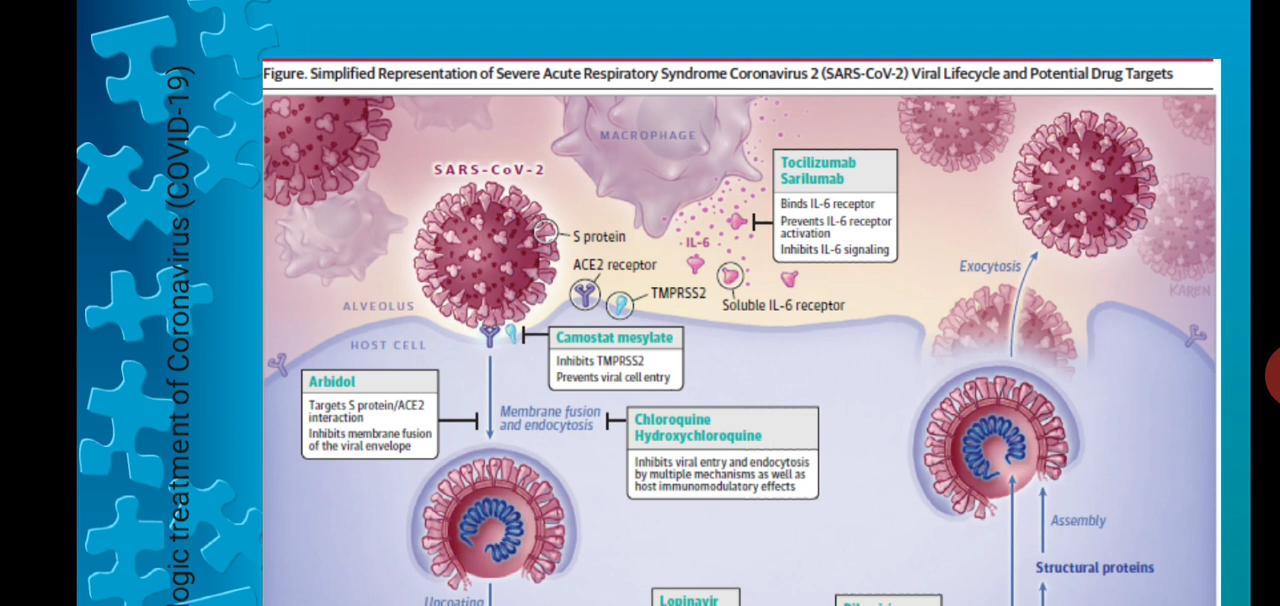 logic treatment of Coronavirus (COVID-19)
Figure. Simplified Representation of Severe Acute Respiratory Syndrome Coronavirus 2 (SARS-CoV-2) Viral Lifecycle and Potential Drug Targets
MACROPHAGE
SARS-CoV-2
Tocilizumab
Sarilumab
Binds IL-6 receptor
Prevents IL-6 receptor
activation
Inhibits IL-6 signaling
S protein
IL-6
ACE2 receptor
TMPRSS2
Soluble IL-6 receptor
Exocytosis
KAREN
ALVEOLUS
HOST CELL
Camostat mesylate
Inhibits TMPRSS2
Prevents viral cell entry
Arbidol
Targets S protein/ACE2
interaction
Inhibits membrane fusion
of the viral envelope
Membrane fusion
and endocytosis
Chloroquine
Hydroxychloroquine
Inhibits viral entry and endocytosis
by multiple mechanisms as well as
host immunomodulatory effects
Assembly
Structural proteins
Uncoating
Lopinavir